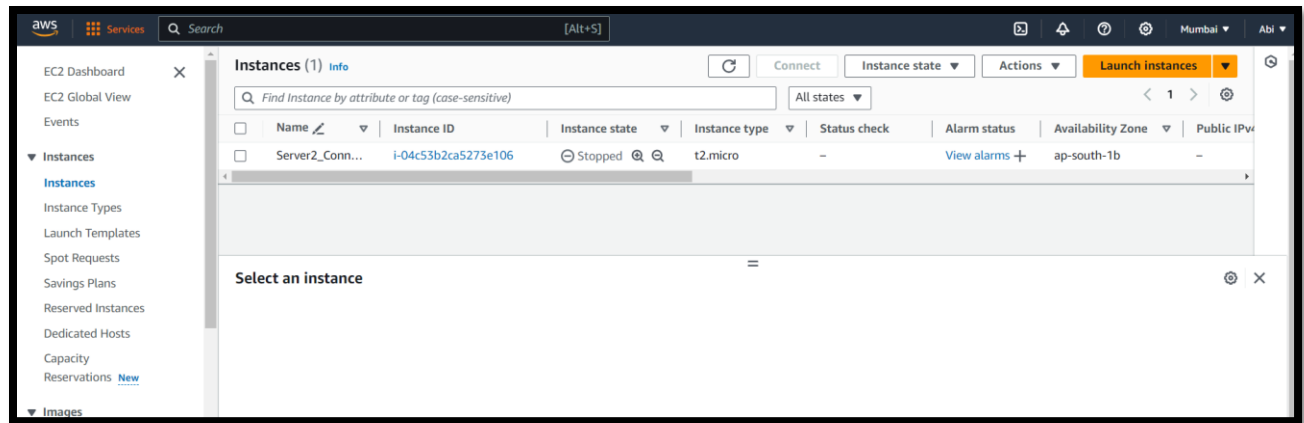 aws Services Search [Alt+S] Mumbai Abi
EC2 Dashboard
EC2 Global View
Events
Instances
Instances
Instance Types
Launch Templates
Spot Requests
Savings Plans
Reserved Instances
Dedicated Hosts
Capacity
Reservations New
Images
Instances (1) Info Connect Instance state Actions Launch instances
Find Instance by attribute or tag (case-sensitive) All states 1
Name Instance ID Instance state Instance type Status check Alarm status Availability Zone Public IPv4
Server2_Conn... i-04c53b2ca5273e106 Stopped t2.micro – View alarms + ap-south-1b –
Select an instance